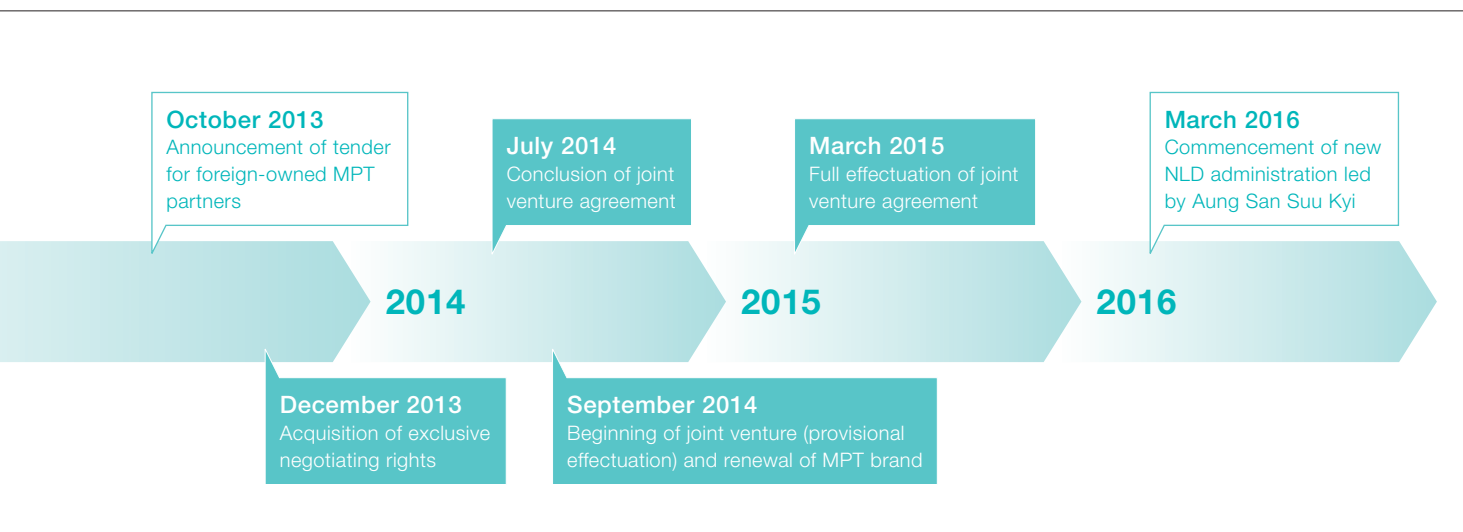 October 2013
Announcement of tender
for foreign-owned MPT
partners
December 2013
Acquisition of exclusive
negotiating rights
2014
July 2014
Conclusion of joint
venture agreement
September 2014
Beginning of joint venture (provisional
effectuation) and renewal of MPT brand
2015
March 2015
Full effectuation of joint
venture agreement
2016
March 2016
Commencement of new
NLD administration led
by Aung San Suu Kyi